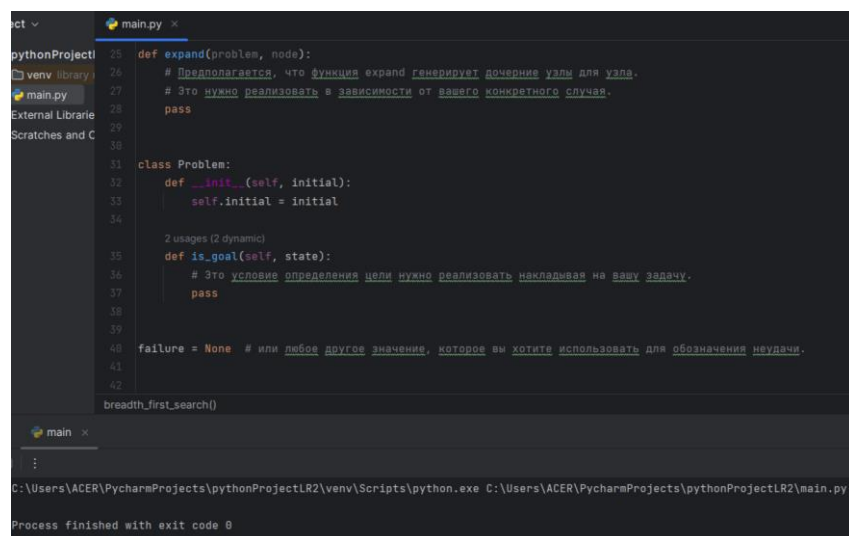 ect
main.py
pythonProjectl
venv library
main.py
External Librarie
Scratches and C
25 def expand(problem, node):
26 # Предполагается, что функция expand генерирует дочерние узлы для узла.
27 # Это нужно реализовать в зависимости от вашего конкретного случая.
28 pass
29
30
31 class Problem:
32 def __init__(self, initial):
33 self.initial = initial
34
2 usages (2 dynamic)
35 def is_goal(self, state):
36 # Это условие определения цели нужно реализовать накладывая на вашу задачу.
37 pass
38
39
40 failure = None # или любое другое значение, которое вы хотите использовать для обозначения неудачи.
41
42
breadth_first_search()
main
C:\Users\ACER\PycharmProjects\pythonProjectLR2\venv\Scripts\python.exe C:\Users\ACER\PycharmProjects\pythonProjectLR2\main.py
Process finished with exit code 0